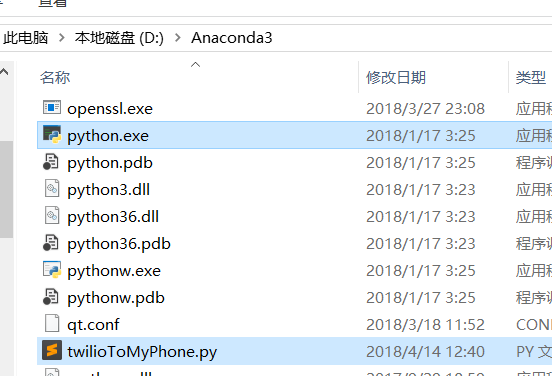 查看
此电脑 › 本地磁盘 (D:) › Anaconda3
名称 修改日期 类型
openssl.exe 2018/3/27 23:08 应用程
python.exe 2018/1/17 3:25 应用程
python.pdb 2018/1/17 3:25 程序调
python3.dll 2018/1/17 3:23 应用程
python36.dll 2018/1/17 3:23 应用程
python36.pdb 2018/1/17 3:23 程序调
pythonw.exe 2018/1/17 3:25 应用程
pythonw.pdb 2018/1/17 3:25 程序调
qt.conf 2018/3/18 11:52 CON
twilioToMyPhone.py 2018/4/14 12:40 PY 文